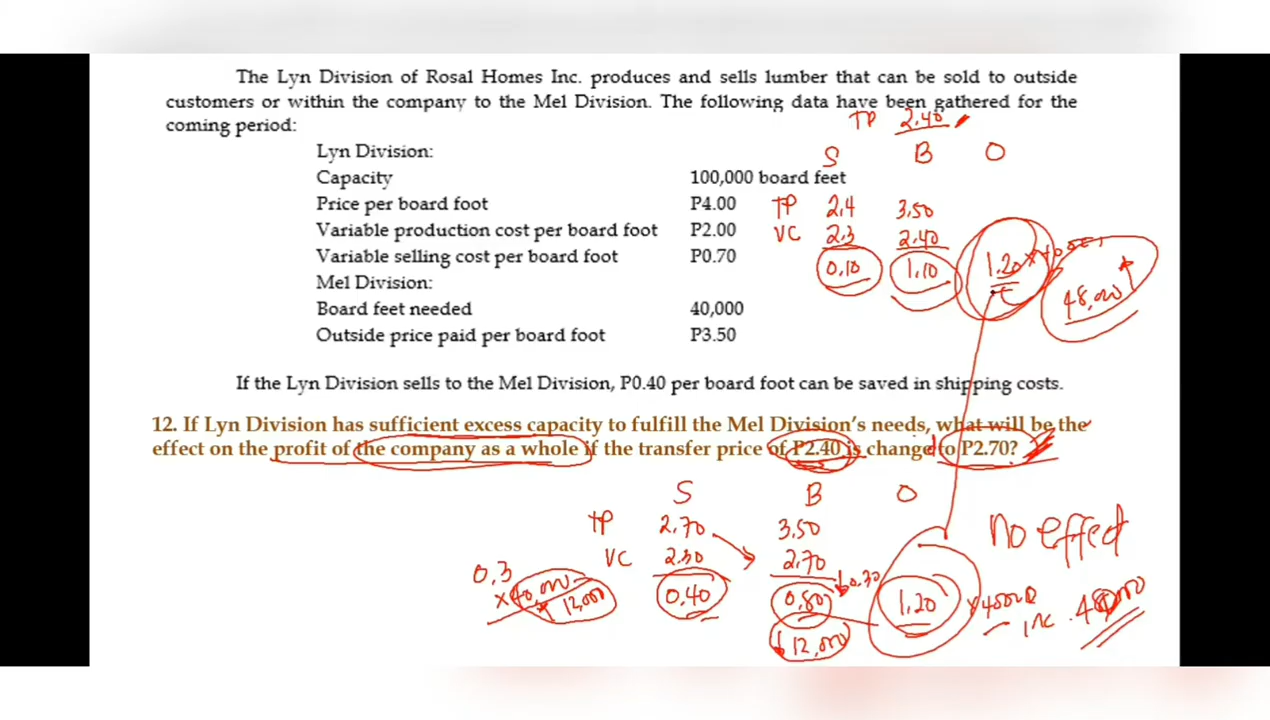 The Lyn Division of Rosal Homes Inc. produces and sells lumber that can be sold to outside
customers or within the company to the Mel Division. The following data have been gathered for the
coming period:
TP 2.40
Lyn Division:
S B O
Capacity 100,000 board feet
Price per board foot P4.00 TP 2.4 3.50
Variable production cost per board foot P2.00 VC 2.3 2.40
Variable selling cost per board foot P0.70 0.10 1.10 1.20 48,000
Mel Division:
Board feet needed 40,000
Outside price paid per board foot P3.50
If the Lyn Division sells to the Mel Division, P0.40 per board foot can be saved in shipping costs.
12. If Lyn Division has sufficient excess capacity to fulfill the Mel Division's needs, what will be the
effect on the profit of the company as a whole if the transfer price of P2.40 is changed to P2.70?
S B O
TP 2.70 3.50 no effect
VC 2.30 2.70
0.3 0.30
x 40,000 0.40 0.80 1.20 x 40000
12,000 12,000 inc